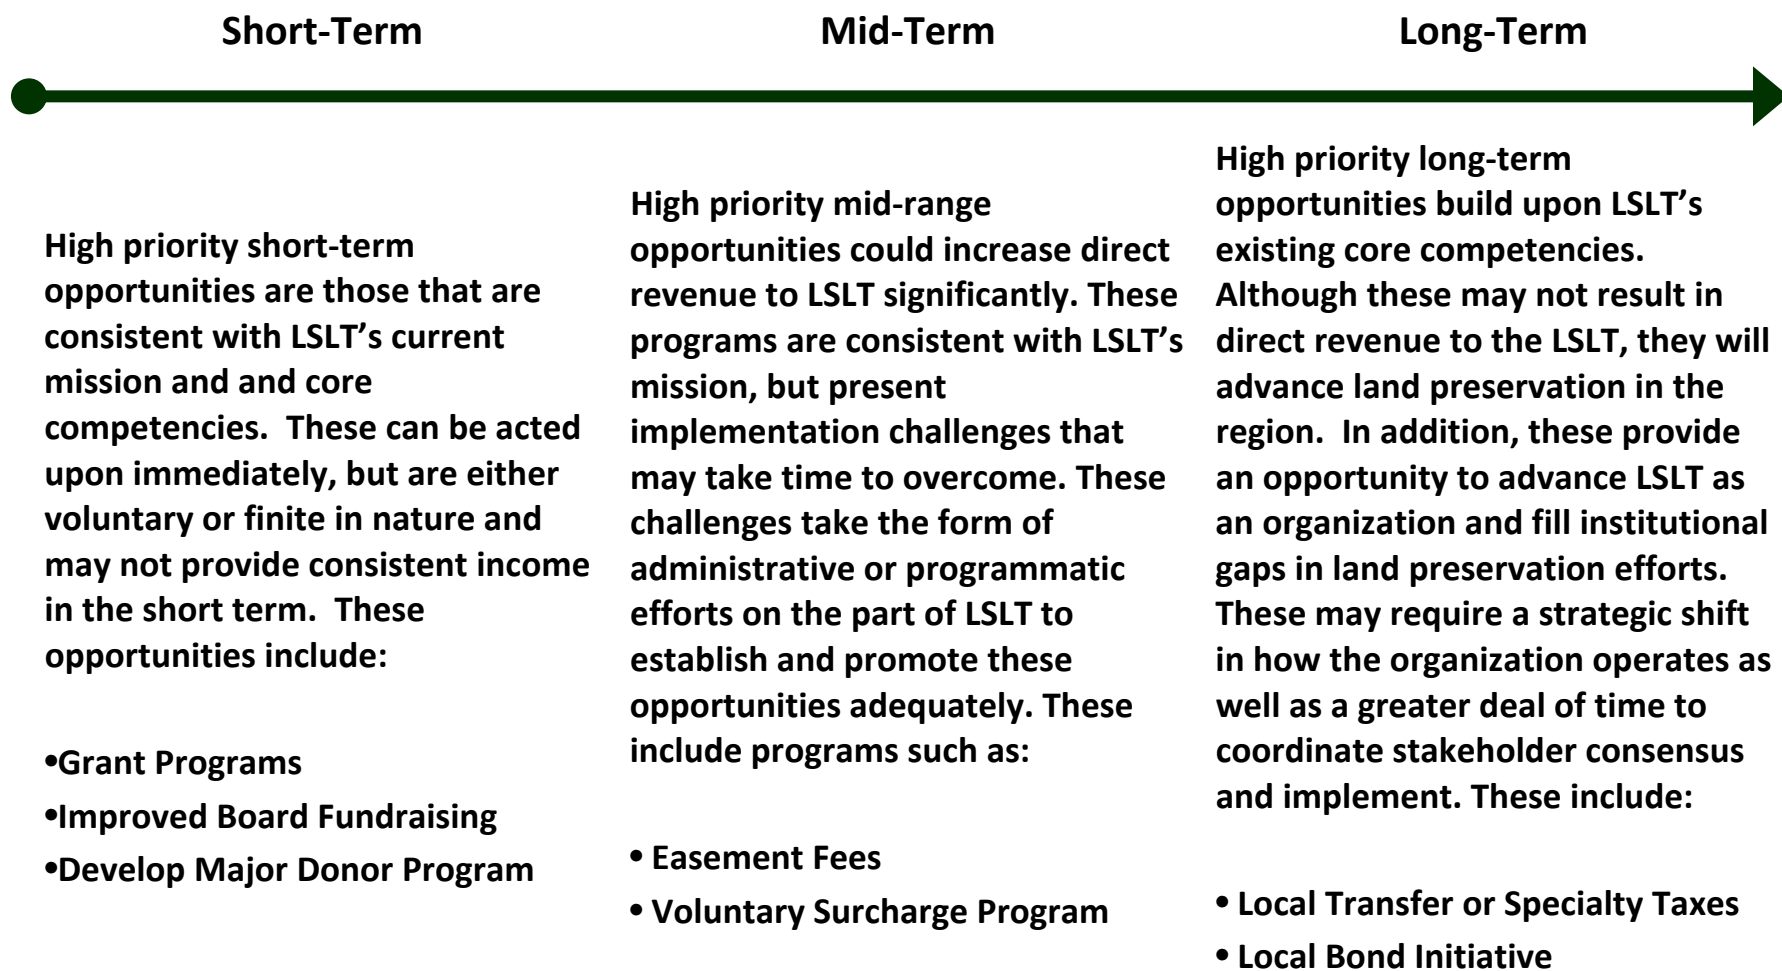 Short-Term
Mid-Term
Long-Term
High priority short-term
opportunities are those that are
consistent with LSLT’s current
mission and and core
competencies.  These can be acted
upon immediately, but are either
voluntary or finite in nature and
may not provide consistent income
in the short term.  These
opportunities include:
•Grant Programs
•Improved Board Fundraising
•Develop Major Donor Program
High priority mid-range
opportunities could increase direct
revenue to LSLT significantly. These
programs are consistent with LSLT’s
mission, but present
implementation challenges that
may take time to overcome. These
challenges take the form of
administrative or programmatic
efforts on the part of LSLT to
establish and promote these
opportunities adequately. These
include programs such as:
• Easement Fees
• Voluntary Surcharge Program
High priority long-term
opportunities build upon LSLT’s
existing core competencies.
Although these may not result in
direct revenue to the LSLT, they will
advance land preservation in the
region.  In addition, these provide
an opportunity to advance LSLT as
an organization and fill institutional
gaps in land preservation efforts.
These may require a strategic shift
in how the organization operates as
well as a greater deal of time to
coordinate stakeholder consensus
and implement. These include:
• Local Transfer or Specialty Taxes
• Local Bond Initiative